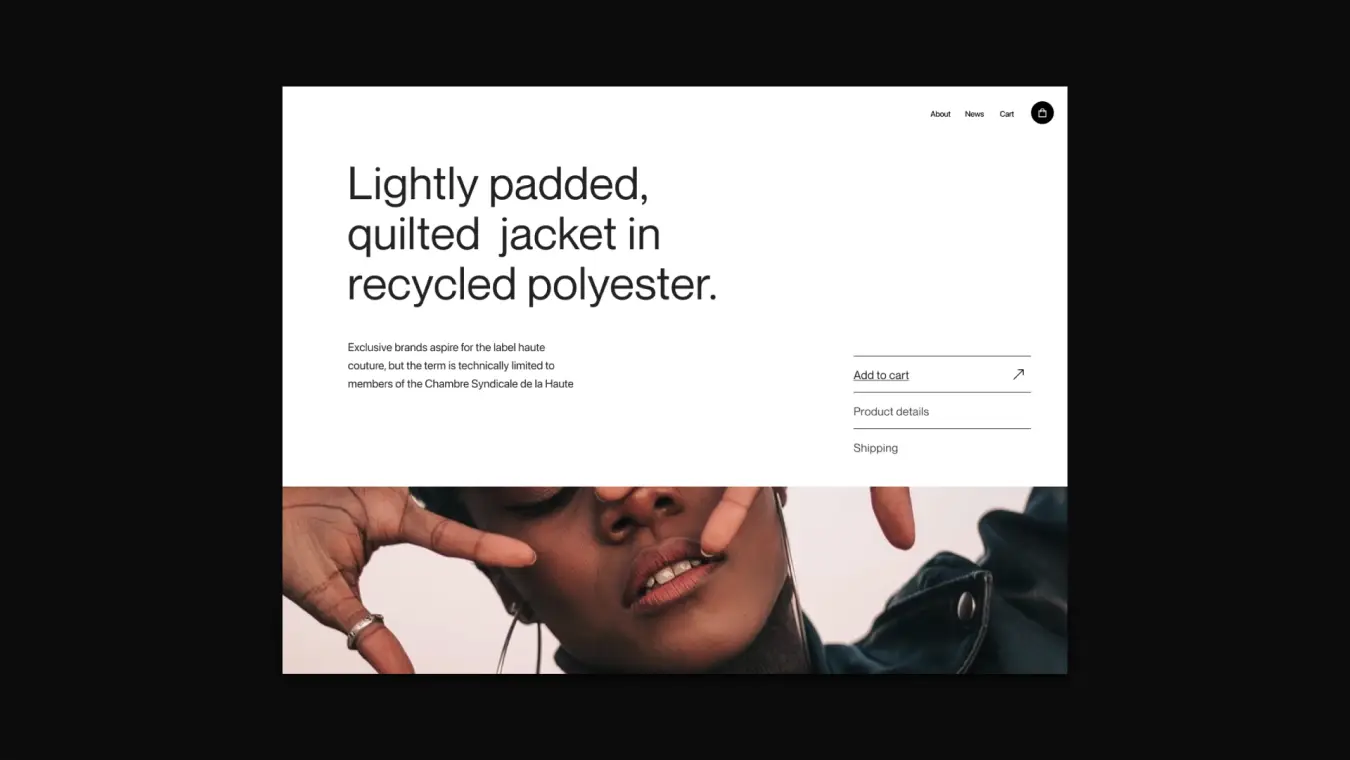 About News Cart
Lightly padded,
quilted  jacket in
recycled polyester.
Exclusive brands aspire for the label haute
couture, but the term is technically limited to
members of the Chambre Syndicale de la Haute
Add to cart
Product details
Shipping